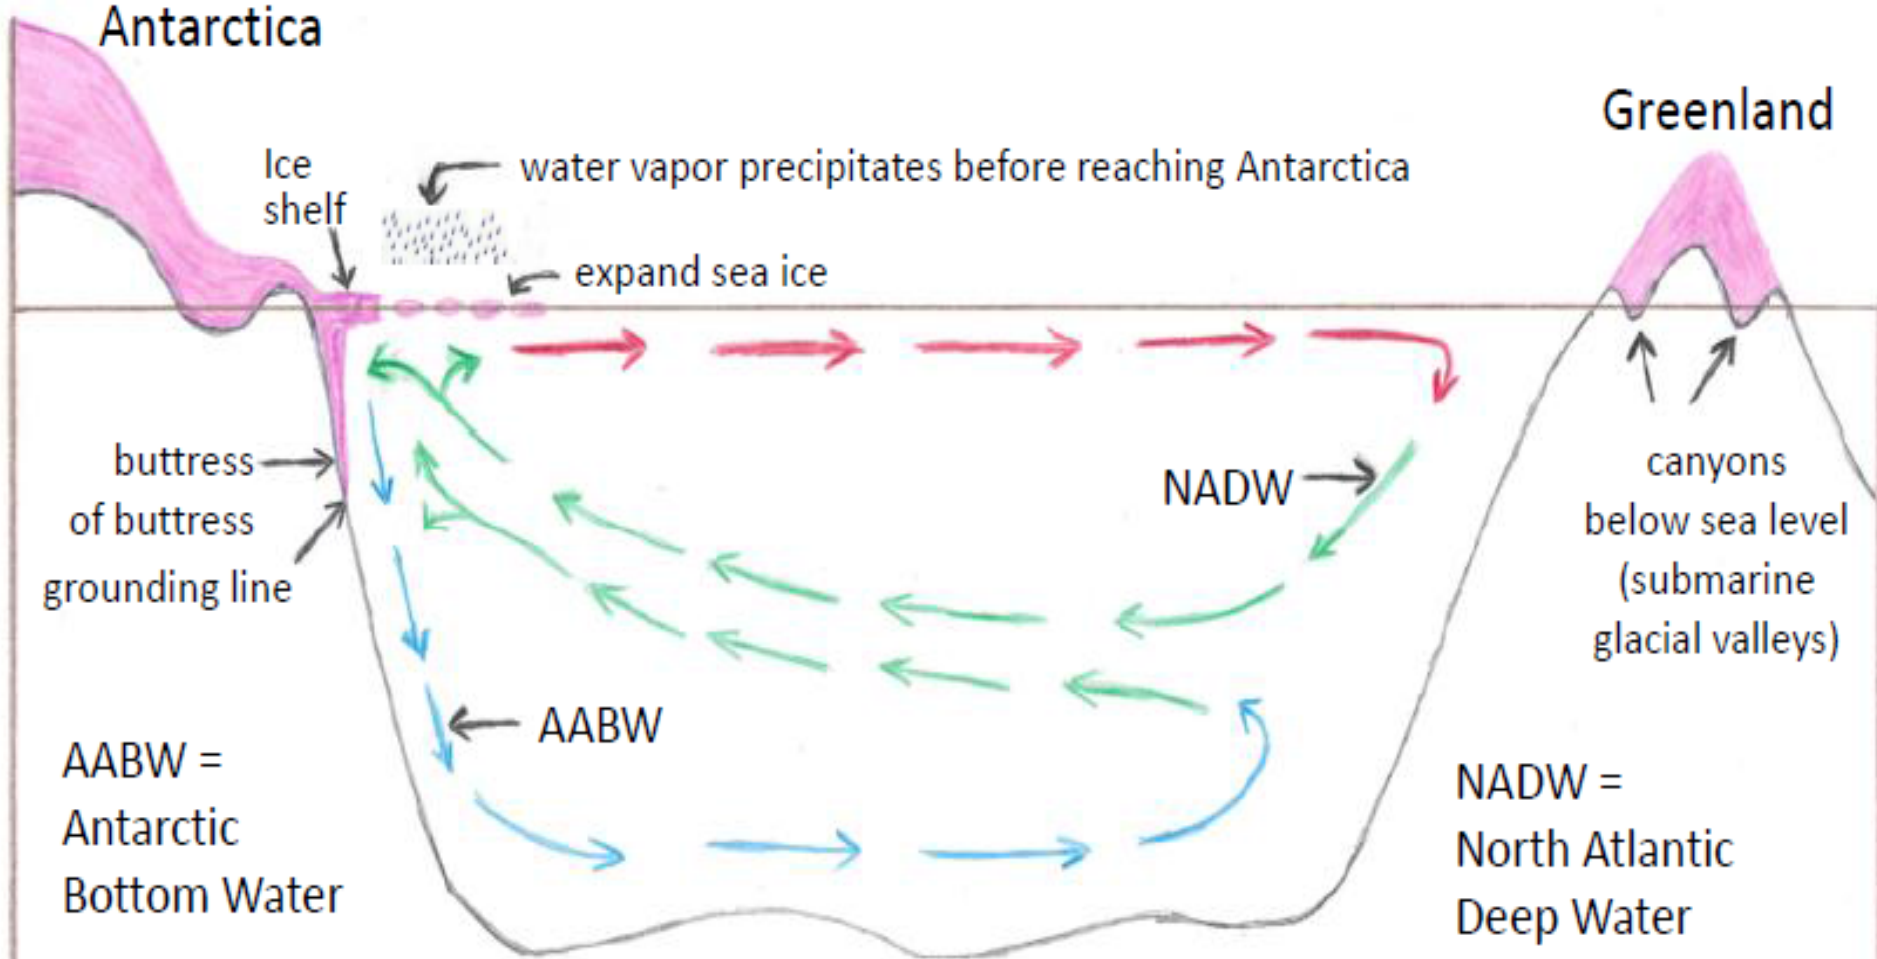 Antarctica
Greenland
Ice
shelf
water vapor precipitates before reaching Antarctica
expand sea ice
buttress
of buttress
grounding line
NADW
canyons
below sea level
(submarine
glacial valleys)
AABW
AABW =
Antarctic
Bottom Water
NADW =
North Atlantic
Deep Water